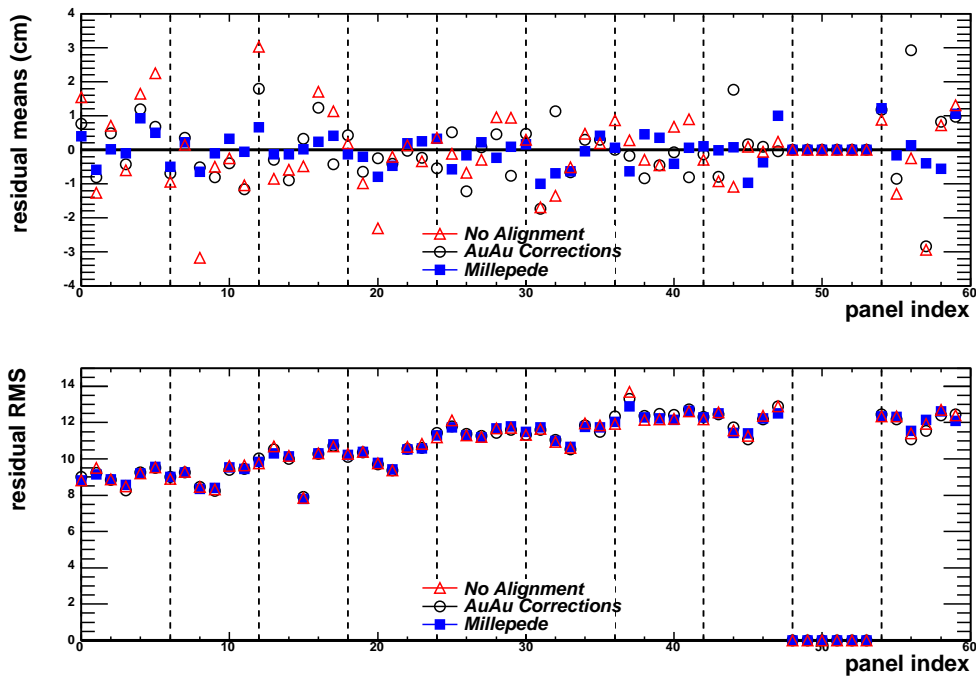 residual means (cm)
4
3
2
1
0
-1
-2
-3
-4
No Alignment
AuAu Corrections
Millepede
0 10 20 30 40 50 60
panel index
residual RMS
14
12
10
8
6
4
2
0
No Alignment
AuAu Corrections
Millepede
0 10 20 30 40 50 60
panel index